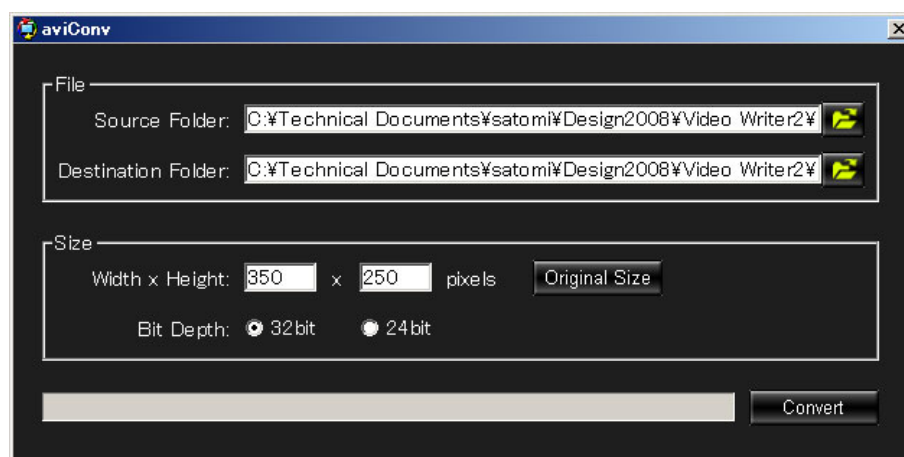 aviConv
File
Source Folder: C:¥Technical Documents¥satomi¥Design2008¥Video Writer2¥
Destination Folder: C:¥Technical Documents¥satomi¥Design2008¥Video Writer2¥
Size
Width x Height: 350 x 250 pixels Original Size
Bit Depth: 32bit 24bit
Convert